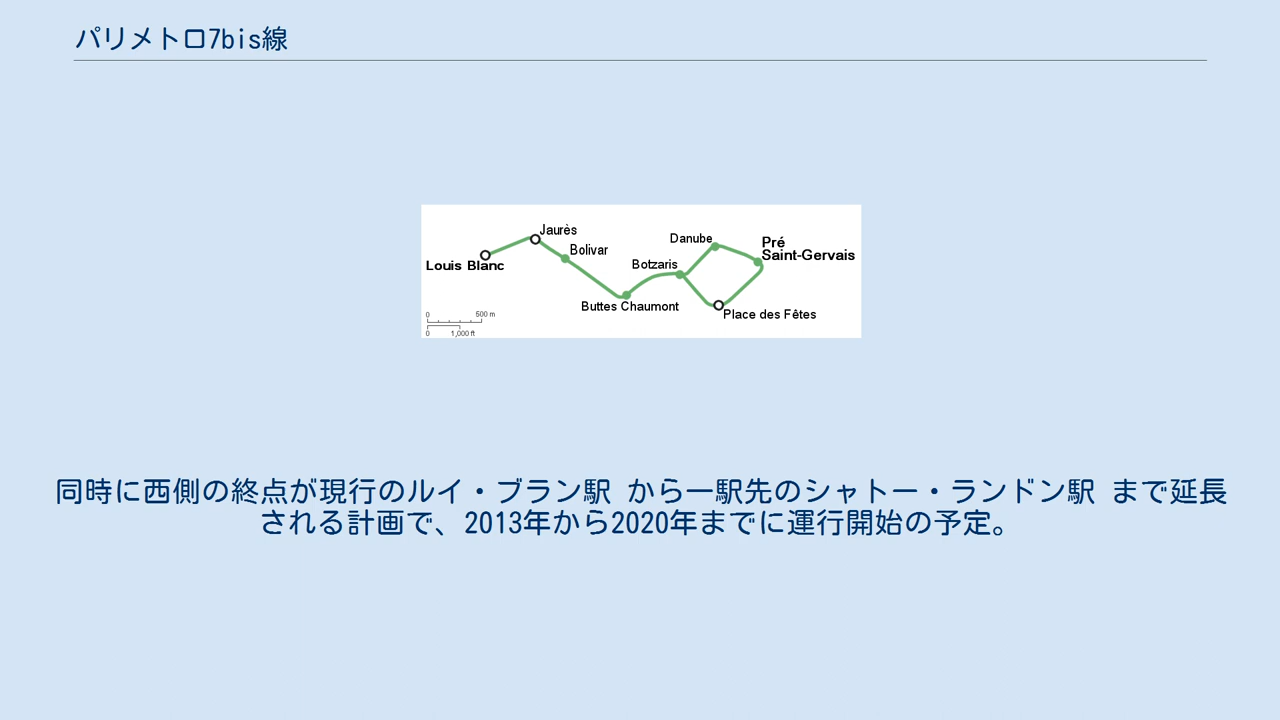 パリメトロ7bis線
Jaurès
Louis Blanc
Bolivar
Buttes Chaumont
Botzaris
Danube
Pré
Saint-Gervais
Place des Fêtes
0 500 m
0 1,000 ft
同時に西側の終点が現行のルイ・ブラン駅 から一駅先のシャトー・ランドン駅 まで延長
される計画で、2013年から2020年までに運行開始の予定。